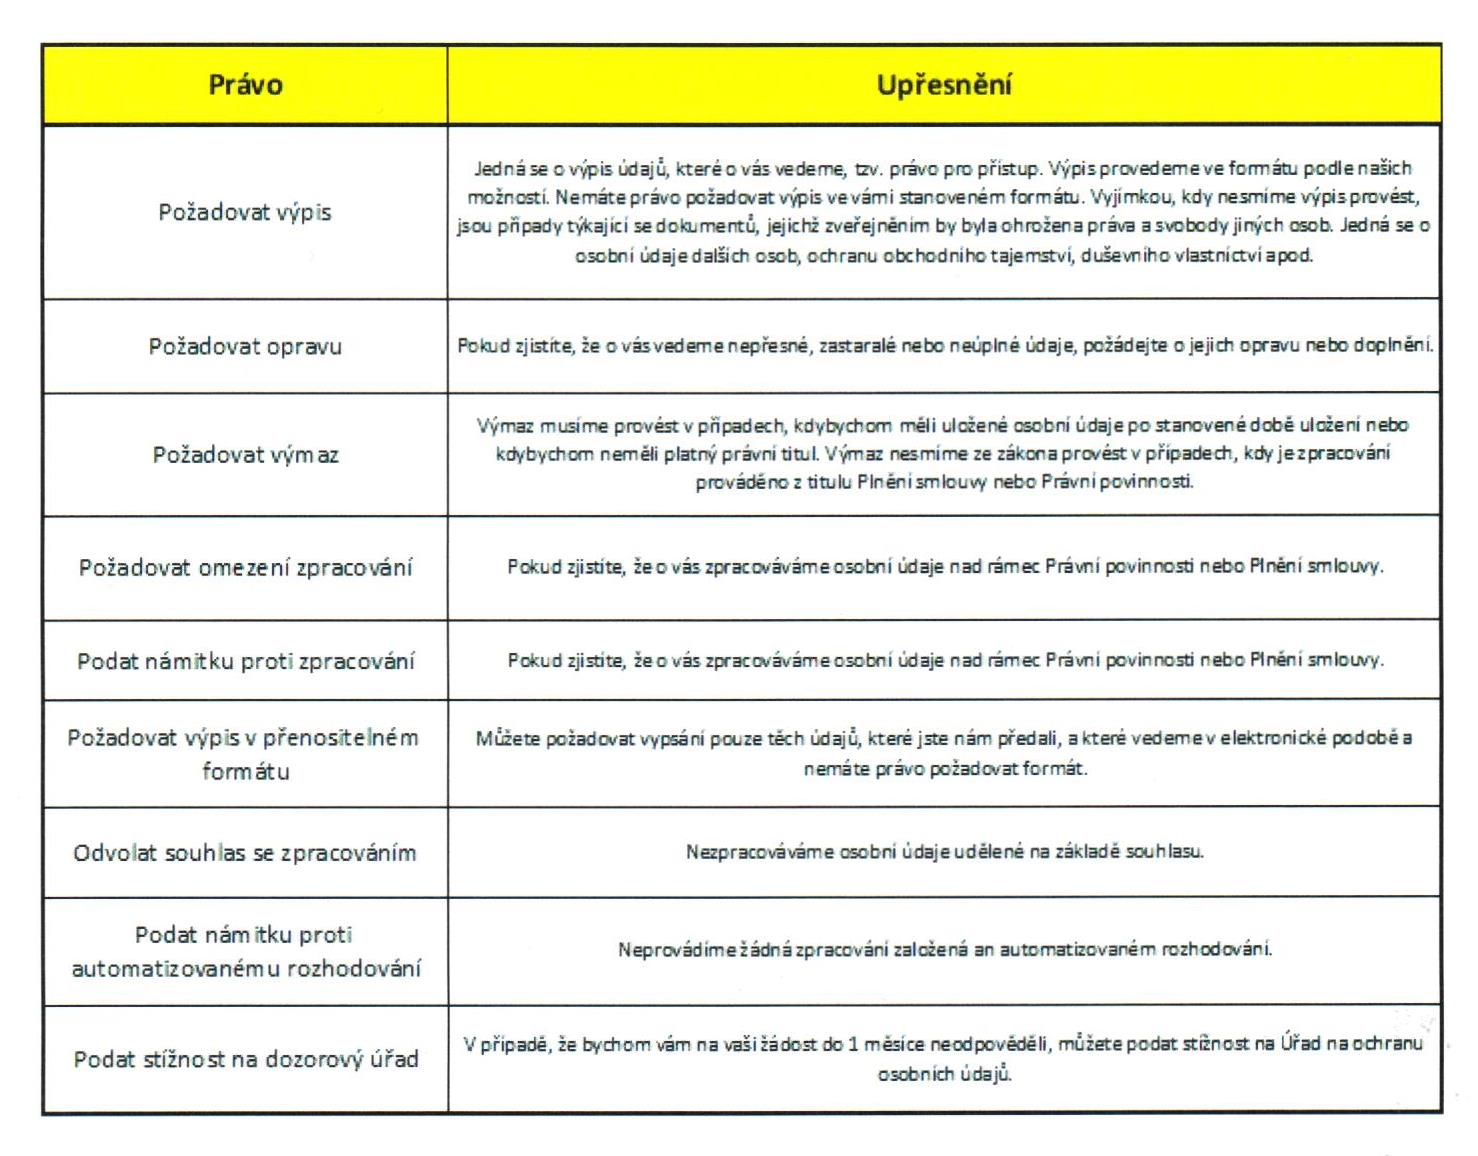 Právo
Upřesnění
Požadovat výpis
Jedná se o výpis údajů, které o vás vedeme, tzv. právo pro přístup. Výpis provedeme ve formátu podle našich
možností. Nemáte právo požadovat výpis ve vámi stanoveném formátu. Vyjímkou, kdy nesmíme výpis provést,
jsou případy týkající se dokumentů, jejichž zveřejněním by byla ohrožena práva a svobody jiných osob. Jedná se o
osobní údaje dalších osob, ochranu obchodního tajemství, duševního vlastnictví apod.
Požadovat opravu
Pokud zjistíte, že o vás vedeme nepřesné, zastaralé nebo neúplné údaje, požádejte o jejich opravu nebo doplnění.
Požadovat výmaz
Výmaz musíme provést v případech, kdybychom měli uložené osobní údaje po stanovené době uložení nebo
kdybychom neměli platný právní titul. Výmaz nesmíme ze zákona provést v případech, kdy je zpracování
prováděno z titulu Plnění smlouvy nebo Právní povinnosti.
Požadovat omezení zpracování
Pokud zjistíte, že o vás zpracováváme osobní údaje nad rámec Právní povinnosti nebo Plnění smlouvy.
Podat námitku proti zpracování
Pokud zjistíte, že o vás zpracováváme osobní údaje nad rámec Právní povinnosti nebo Plnění smlouvy.
Požadovat výpis v přenositelném
formátu
Můžete požadovat vypsání pouze těch údajů, které jste nám předali, a které vedeme v elektronické podobě a
nemáte právo požadovat formát.
Odvolat souhlas se zpracováním
Nezpracováváme osobní údaje udělené na základě souhlasu.
Podat námitku proti
automatizovanému rozhodování
Neprovádíme žádná zpracování založená an automatizovaném rozhodování.
Podat stížnost na dozorový úřad
V případě, že bychom vám na vaši žádost do 1 měsíce neodpověděli, můžete podat stížnost na Úřad na ochranu
osobních údajů.